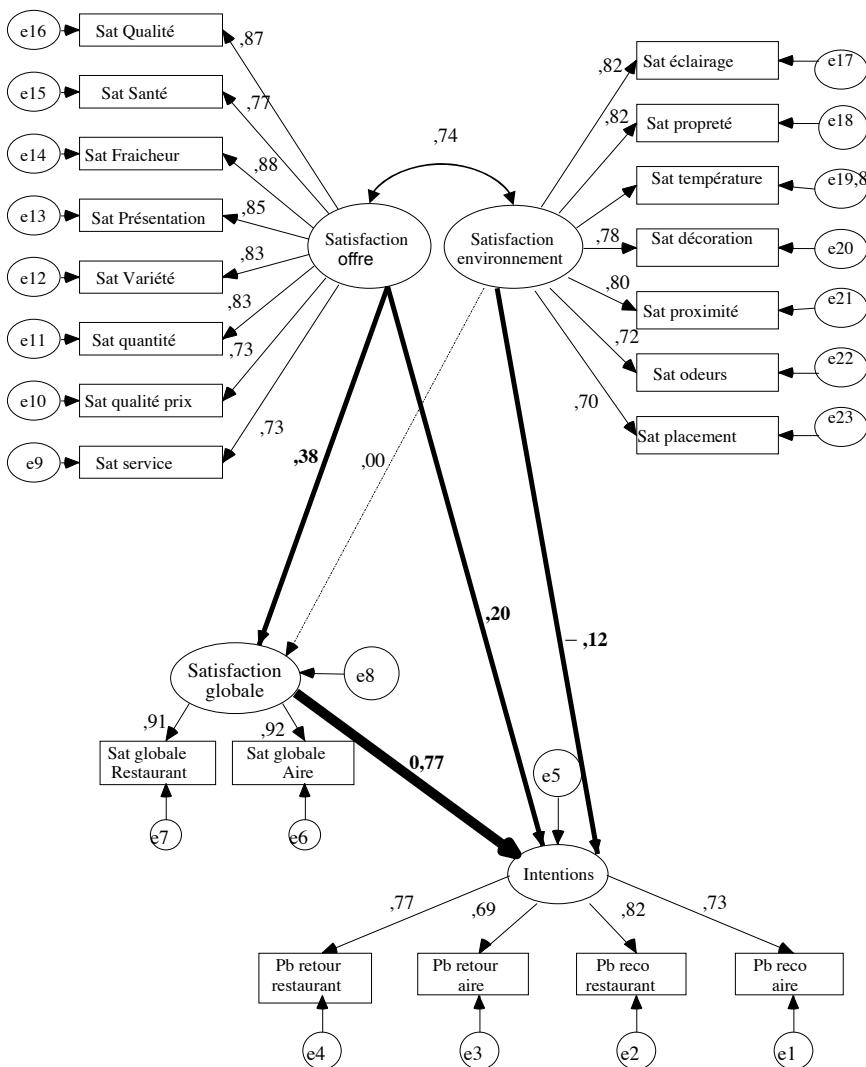 e16
Sat Qualité
,87
e15
Sat Santé
,77
e14
Sat Fraicheur
,88
e13
Sat Présentation
,85
e12
Sat Variété
,83
e11
Sat quantité
,83
e10
Sat qualité prix
,73
e9
Sat service
,73
Satisfaction
offre
,74
Satisfaction
environnement
,82
Sat éclairage
e17
,82
Sat propreté
e18
Sat température
e19,8
,78
Sat décoration
e20
,80
Sat proximité
e21
,72
Sat odeurs
e22
,70
Sat placement
e23
,38
,00
,20
– ,12
Satisfaction
globale
e8
,91
,92
Sat globale
Restaurant
Sat globale
Aire
0,77
e7
e6
e5
Intentions
,77
,69
,82
,73
Pb retour
restaurant
Pb retour
aire
Pb reco
restaurant
Pb reco
aire
e4
e3
e2
e1